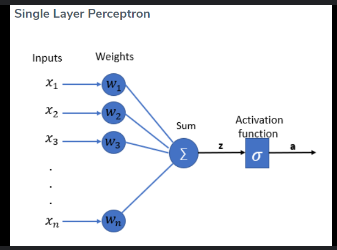 Single Layer Perceptron
Inputs
Weights
x₁
w₁
x₂
w₂
x₃
w₃
.
.
.
xₙ
wₙ
Sum
Σ
z
Activation
function
σ
a